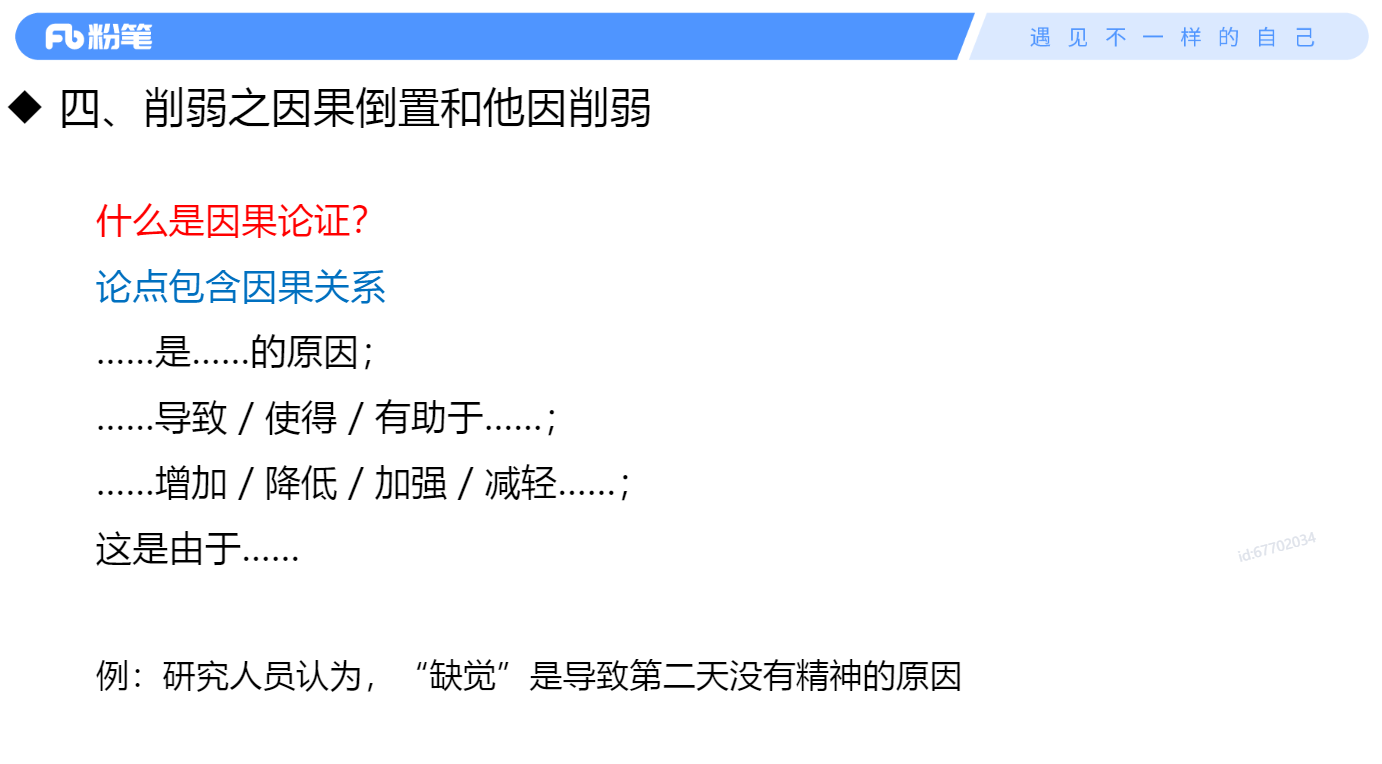 粉笔
遇见不一样的自己
四、削弱之因果倒置和他因削弱
什么是因果论证？
论点包含因果关系
……是……的原因；
……导致 / 使得 / 有助于……；
……增加 / 降低 / 加强 / 减轻……；
这是由于……
id:67702034
例：研究人员认为，“缺觉”是导致第二天没有精神的原因